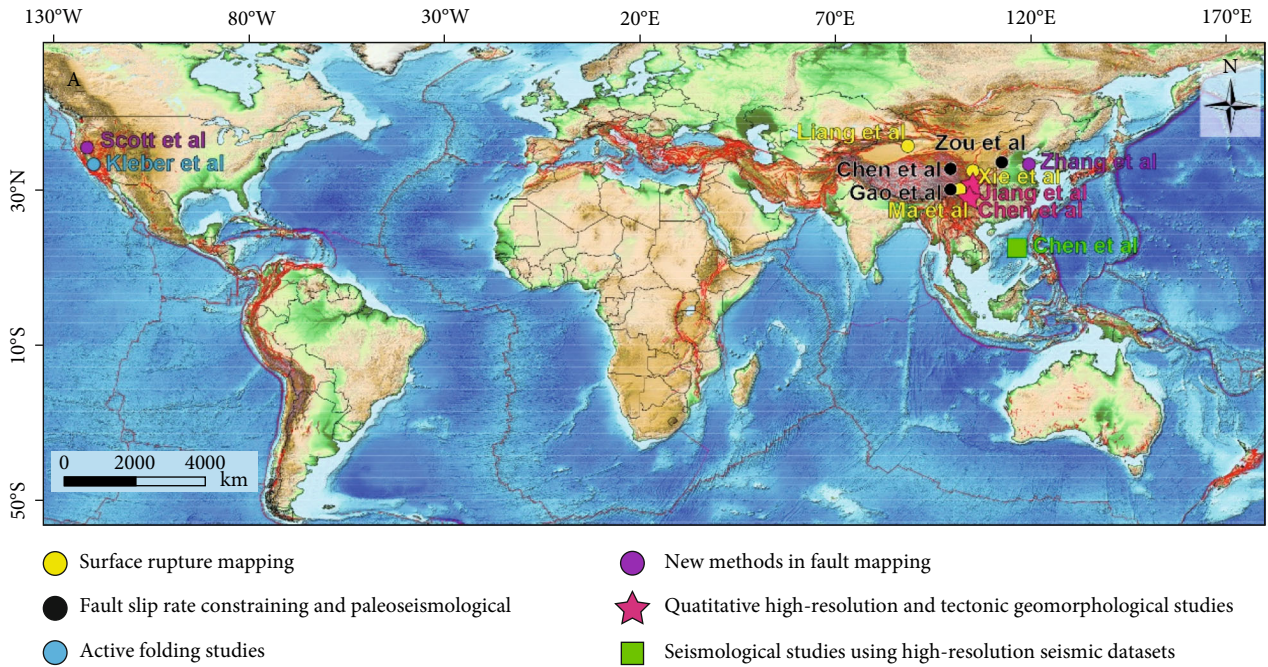 130°W 80°W 30°W 20°E 70°E 120°E 170°E
A
N
Scott et al
Kleber et al
Liang et al
Zou et al
Zhang et al
Chen et al
Xie et al
Gao et al
Jiang et al
Ma et al
Chen et al
Chen et al
30°N
10°S
50°S
0 2000 4000
km
Surface rupture mapping
Fault slip rate constraining and paleoseismological
Active folding studies
New methods in fault mapping
Quatitative high-resolution and tectonic geomorphological studies
Seismological studies using high-resolution seismic datasets